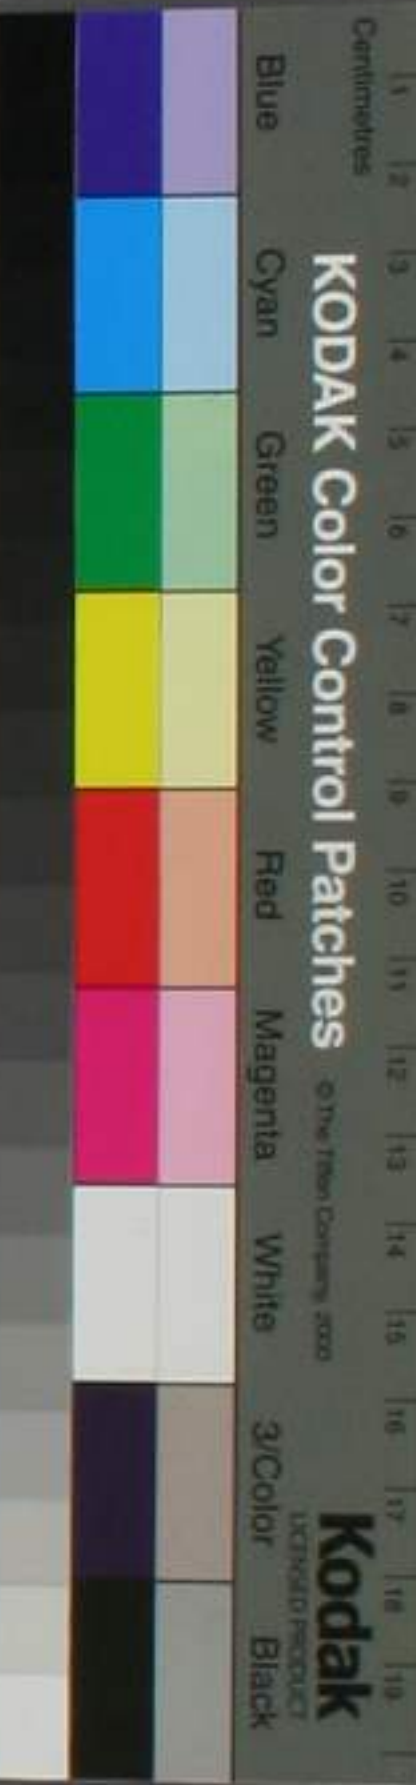 Centimetres
1 2 3 4 5 6 7 8 9 10 11 12 13 14 15 16 17 18 19
KODAK Color Control Patches © The Tiffen Company, 2000 Kodak
LICENSED PRODUCT
Blue Cyan Green Yellow Red Magenta White 3/Color Black